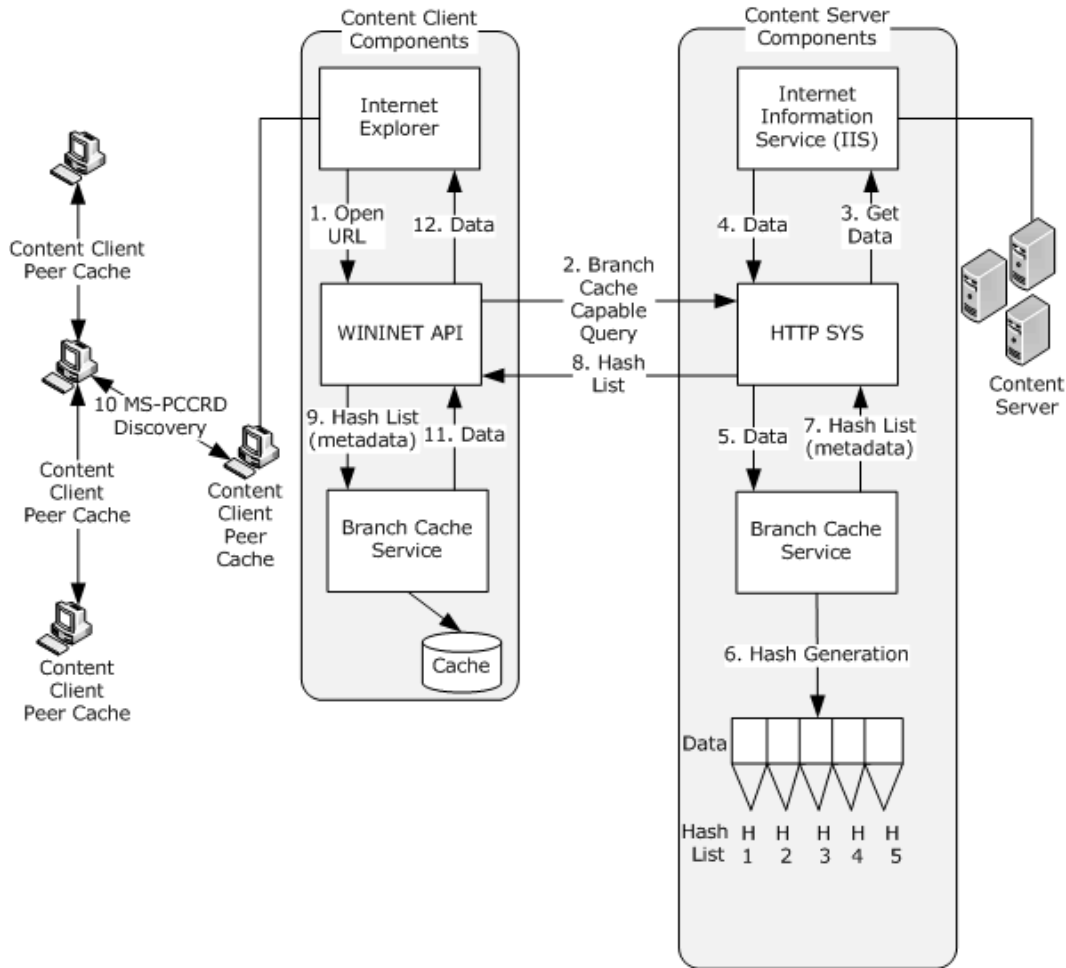 Content Client
Components
Content Server
Components
Internet
Explorer
Internet
Information
Service (IIS)
1. Open
URL
12. Data
4. Data
3. Get
Data
Content Client
Peer Cache
2. Branch
Cache
Capable
Query
WININET API
HTTP SYS
8. Hash
List
Content
Server
10 MS-PCCRD
Discovery
9. Hash List
(metadata)
11. Data
5. Data
7. Hash List
(metadata)
Content
Client
Peer Cache
Content
Client
Peer
Cache
Branch Cache
Service
Branch Cache
Service
Cache
6. Hash Generation
Content
Client
Peer Cache
Data
Hash
List
H H H H H
1 2 3 4 5